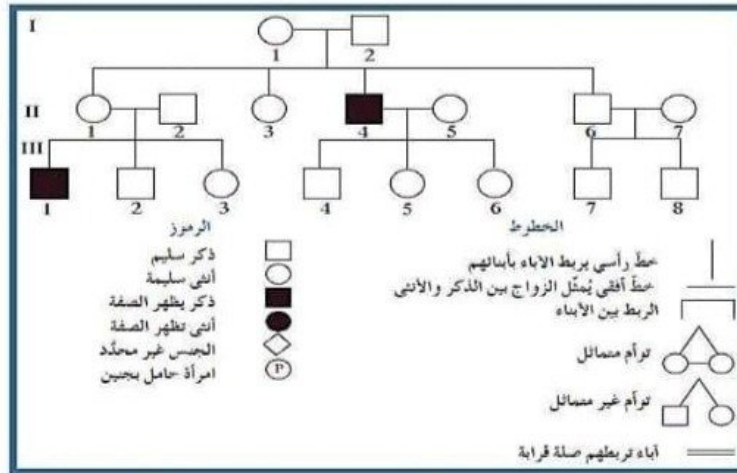 I
1 2
II
1 2 3 4 5 6 7
III
1 2 3 4 5 6 7 8
الرموز
ذكر سليم
أنثى سليمة
ذكر يظهر الصفة
أنثى تظهر الصفة
الجنس غير محدّد
امرأة حامل بجنين
P
الخطوط
خطّ رأسي يربط الآباء بأبنائهم
خطّ أفقي يُمثّل الزواج بين الذكر والأنثى
الربط بين الأبناء
توأم متماثل
توأم غير متماثل
آباء تربطهم صلة قرابة